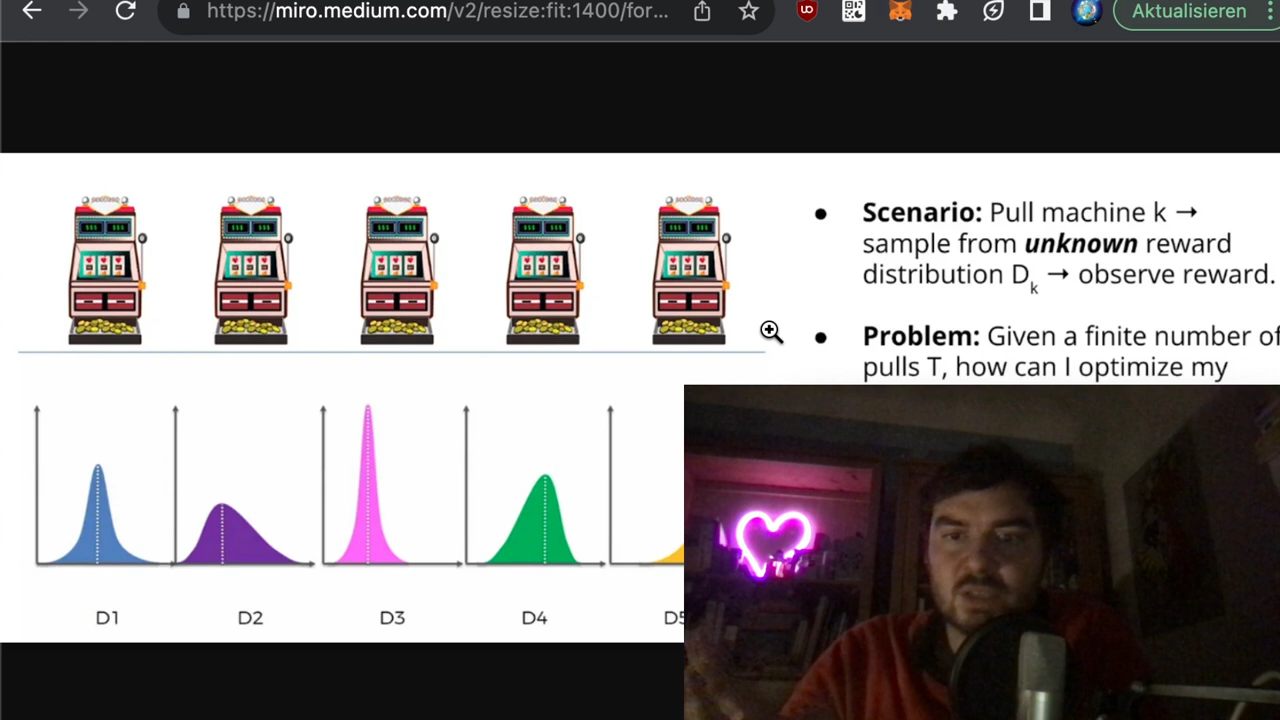 https://miro.medium.com/v2/resize:fit:1400/for...
Aktualisieren
Scenario: Pull machine k →
sample from unknown reward
distribution Dk → observe reward.
Problem: Given a finite number of
pulls T, how can I optimize my
D1 D2 D3 D4 D5